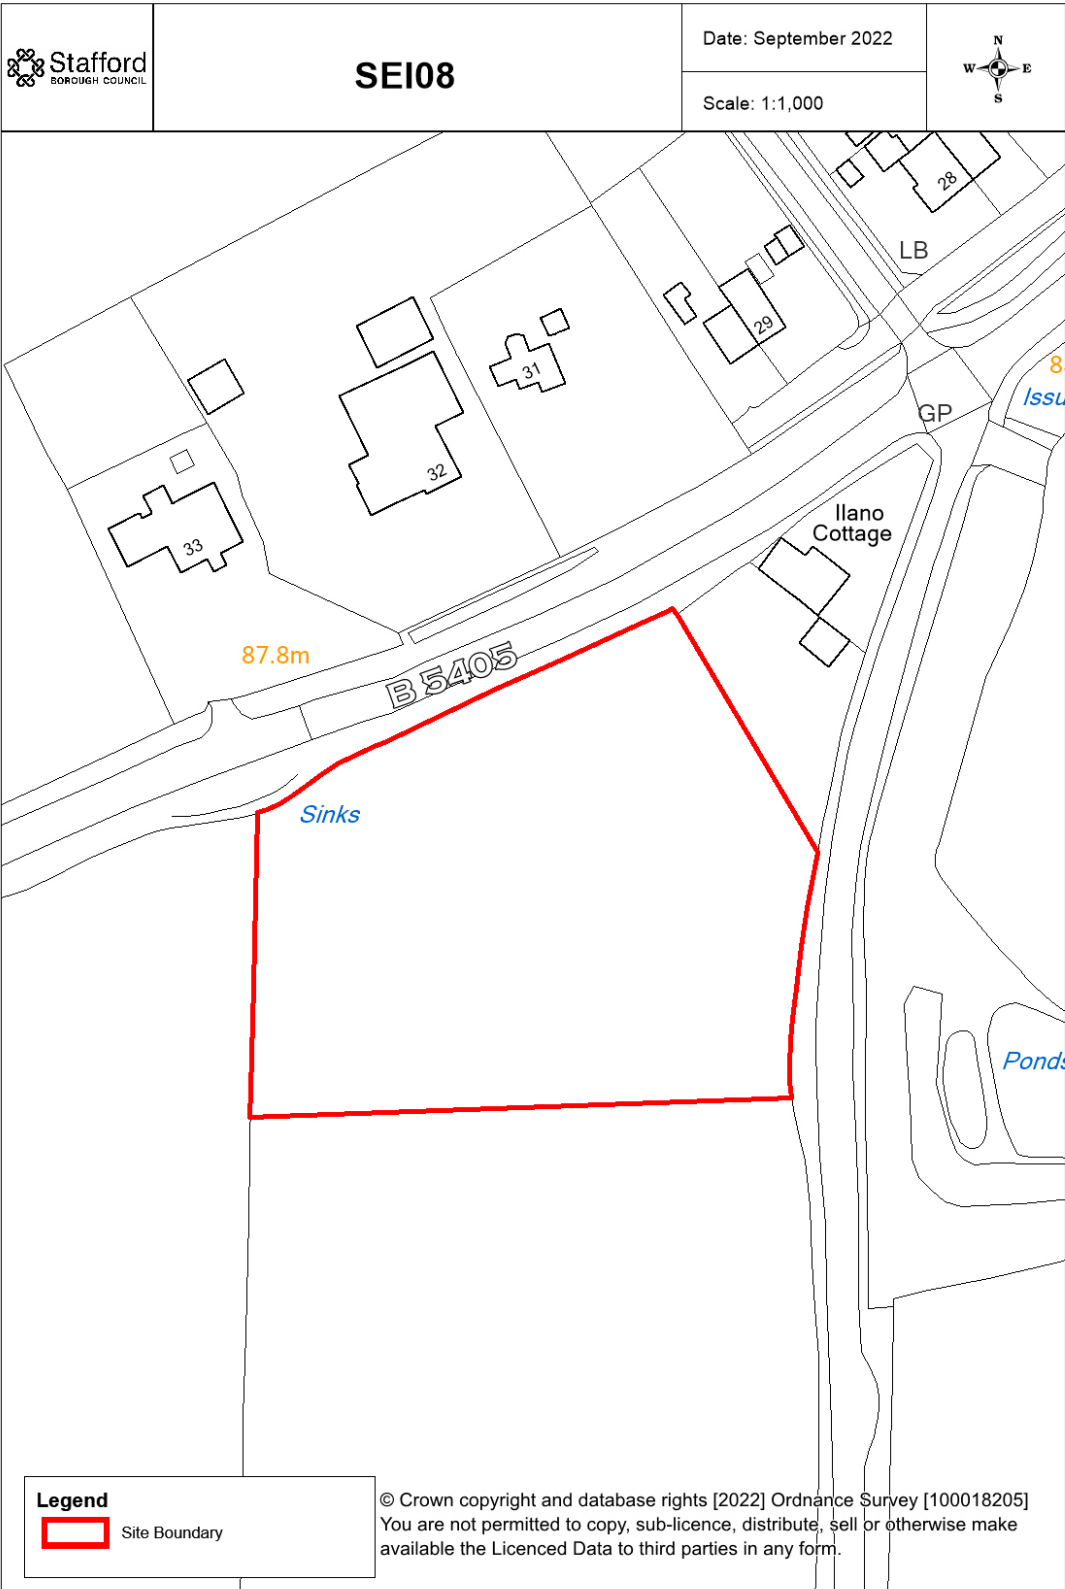 Stafford
BOROUGH COUNCIL
SEI08
Date: September 2022
Scale: 1:1,000
N
W E
S
28
LB
29
31
32
33
GP
Issu
Ilano
Cottage
87.8m
B 5405
Sinks
Ponds
Legend
Site Boundary
© Crown copyright and database rights [2022] Ordnance Survey [100018205]
You are not permitted to copy, sub-licence, distribute, sell or otherwise make
available the Licenced Data to third parties in any form.